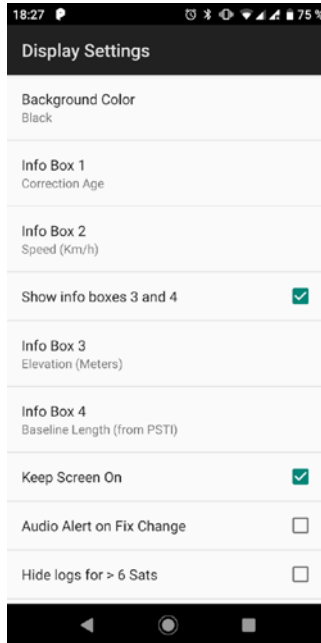 18:27 75 %
Display Settings
Background Color
Black
Info Box 1
Correction Age
Info Box 2
Speed (Km/h)
Show info boxes 3 and 4
Info Box 3
Elevation (Meters)
Info Box 4
Baseline Length (from PSTI)
Keep Screen On
Audio Alert on Fix Change
Hide logs for > 6 Sats